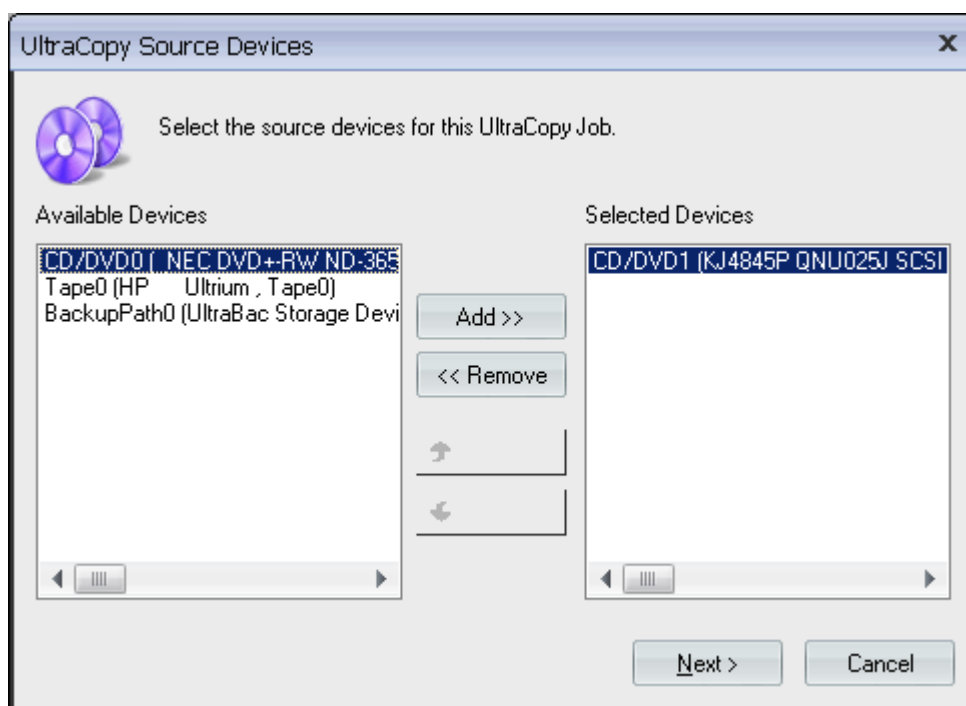 UltraCopy Source Devices
X
Select the source devices for this UltraCopy Job.
Available Devices
Selected Devices
CD/DVD0 ( _NEC DVD+-RW ND-365
Tape0 (HP Ultrium , Tape0)
BackupPath0 (UltraBac Storage Devi
CD/DVD1 (KJ4845P QNU025J SCSI
Add >>
<< Remove
Next >
Cancel